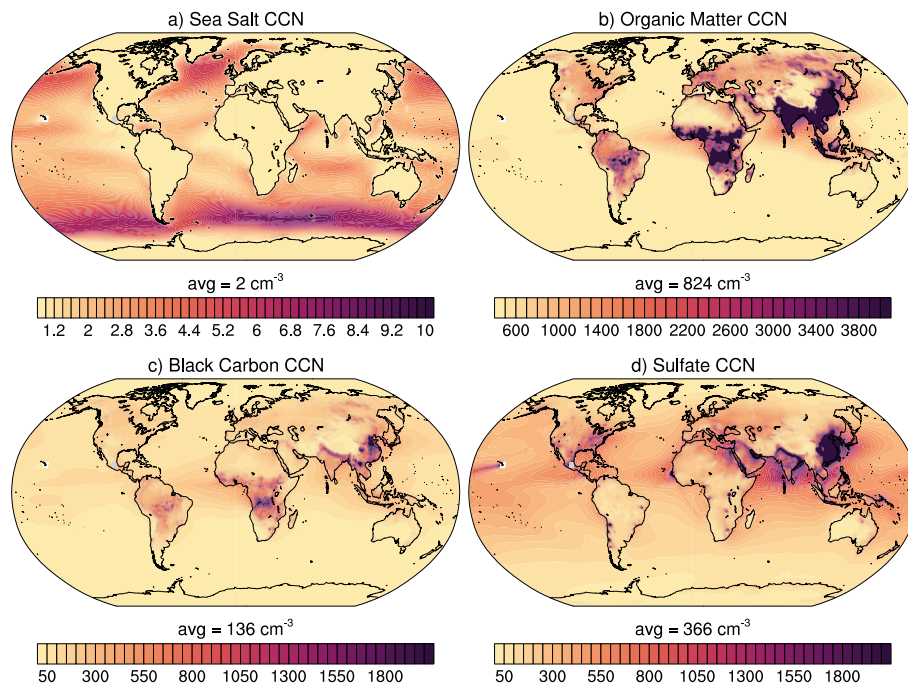 a) Sea Salt CCN
b) Organic Matter CCN
avg = 2 cm⁻³
avg = 824 cm⁻³
1.2 2 2.8 3.6 4.4 5.2 6 6.8 7.6 8.4 9.2 10
600 1000 1400 1800 2200 2600 3000 3400 3800
c) Black Carbon CCN
d) Sulfate CCN
avg = 136 cm⁻³
avg = 366 cm⁻³
50 300 550 800 1050 1300 1550 1800
50 300 550 800 1050 1300 1550 1800